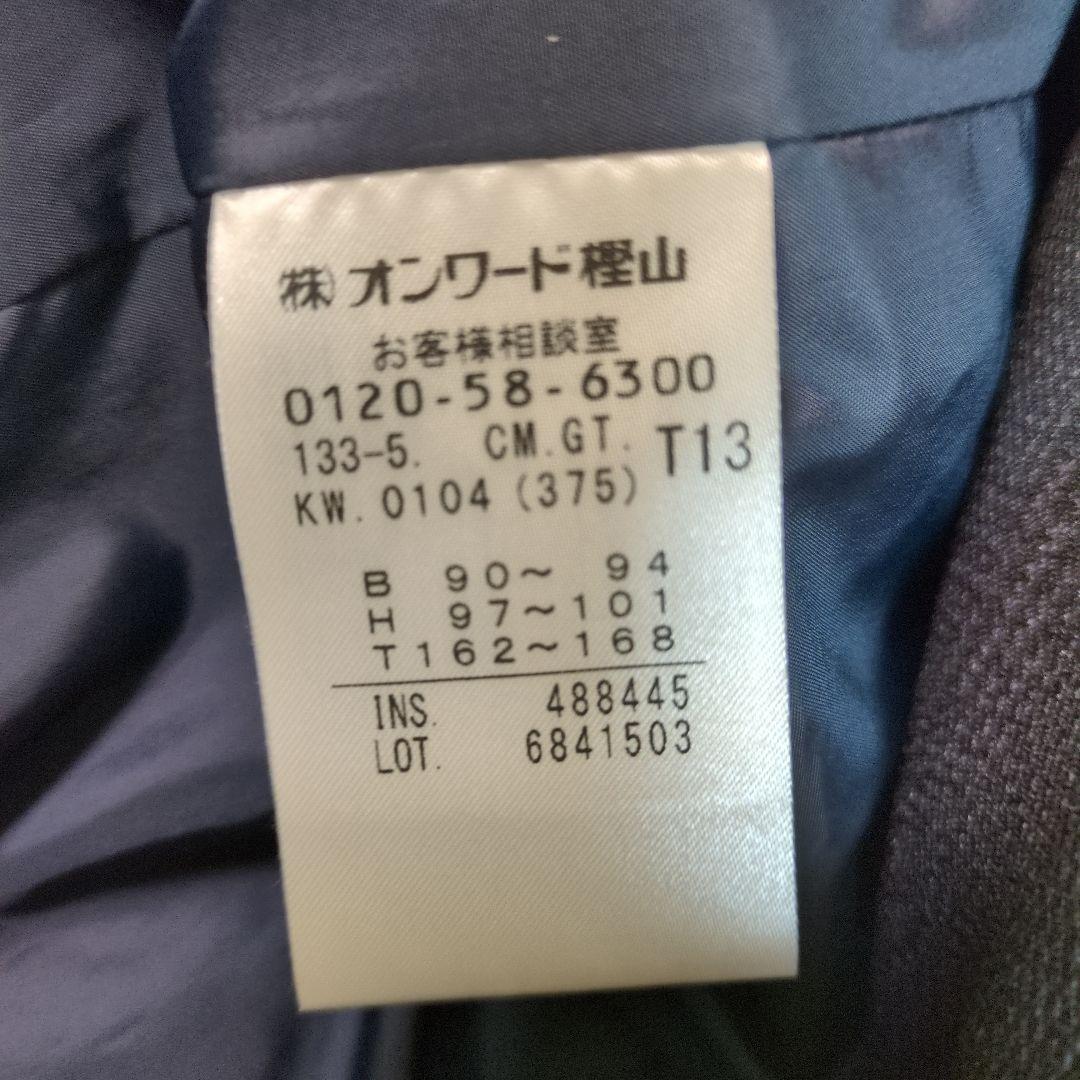 ㈱オンワード樫山
お客様相談室
0120-58-6300
133-5. CM.GT. T13
KW. 0104 (375)
B 90～ 94
H 97～101
T162～168
INS. 488445
LOT. 6841503